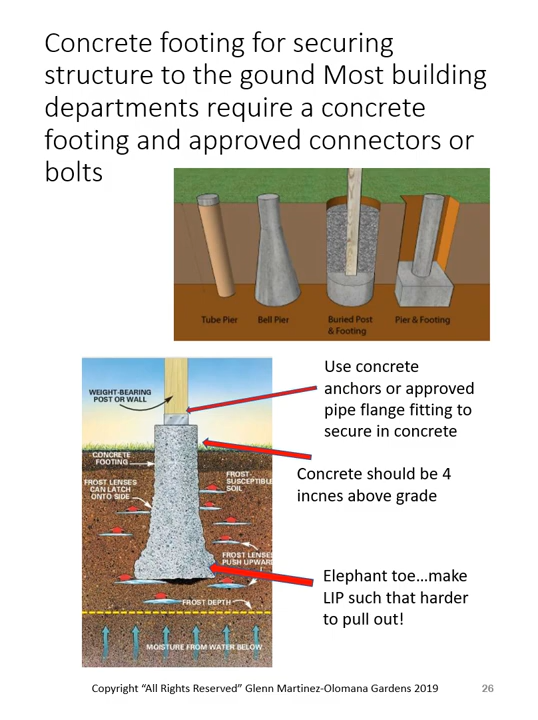 Concrete footing for securing
structure to the gound Most building
departments require a concrete
footing and approved connectors or
bolts
Tube Pier
Bell Pier
Buried Post
& Footing
Pier & Footing
WEIGHT-BEARING
POST OR WALL
Use concrete
anchors or approved
pipe flange fitting to
secure in concrete
CONCRETE
FOOTING
Concrete should be 4
incnes above grade
FROST LENSES
CAN LATCH
ONTO SIDE
FROST-
SUSCEPTIBLE
SOIL
FROST LENSES
PUSH UPWARD
Elephant toe…make
LIP such that harder
to pull out!
FROST DEPTH
MOISTURE FROM WATER BELOW
Copyright “All Rights Reserved” Glenn Martinez-Olomana Gardens 2019
26